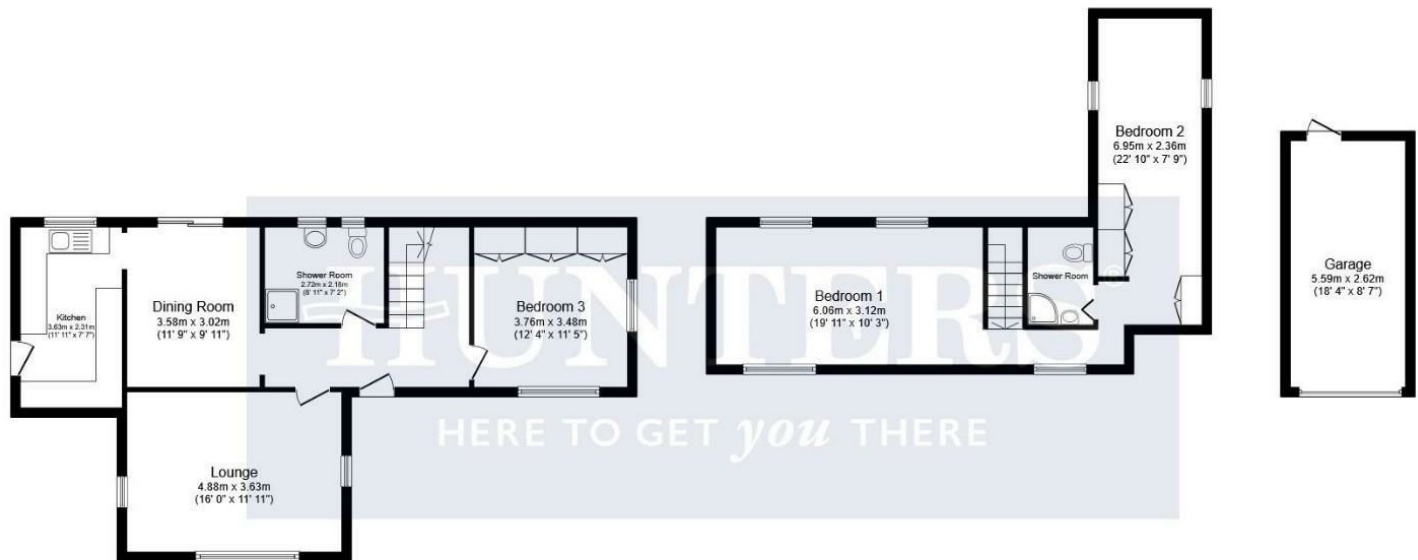 Kitchen
3.63m x 2.31m
(11' 11" x 7' 7")
Dining Room
3.58m x 3.02m
(11' 9" x 9' 11")
Shower Room
2.72m x 2.18m
(8' 11" x 7' 2")
Bedroom 3
3.76m x 3.48m
(12' 4" x 11' 5")
Lounge
4.88m x 3.63m
(16' 0" x 11' 11")
Bedroom 1
6.06m x 3.12m
(19' 11" x 10' 3")
Shower Room
Bedroom 2
6.95m x 2.36m
(22' 10" x 7' 9")
Garage
5.59m x 2.62m
(18' 4" x 8' 7")
HUNTERS®
HERE TO GET you THERE